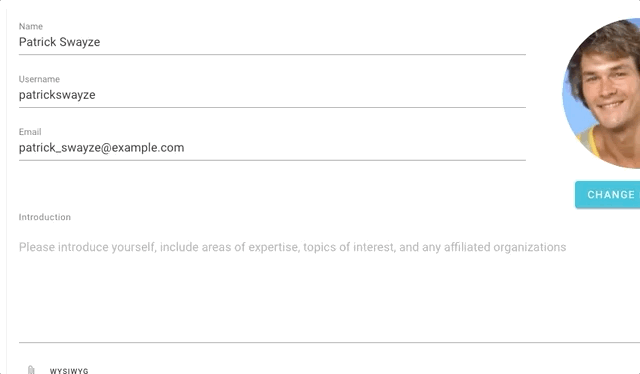 Name
Patrick Swayze
Username
patrickswayze
Email
patrick_swayze@example.com
CHANGE
Introduction
Please introduce yourself, include areas of expertise, topics of interest, and any affiliated organizations
WYSIWYG